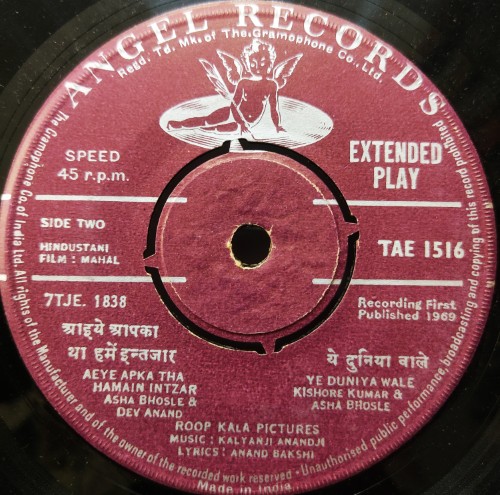 ANGEL RECORDS
Regd. Td. Mk. of The Gramophone Co., Ltd.
SPEED
45 r.p.m.
EXTENDED
PLAY
SIDE TWO
HINDUSTANI
FILM : MAHAL
TAE 1516
7TJE. 1838
Recording First
Published 1969
श्राइये श्रापका
था हमें इन्तजार
AEYE APKA THA
HAMAIN INTZAR
ASHA BHOSLE &
DEV ANAND
ये दुनिया वाले
YE DUNIYA WALE
KISHORE KUMAR &
ASHA BHOSLE
ROOP KALA PICTURES
MUSIC : KALYANJI ANANDJI
LYRICS : ANAND BAKSHI
The Gramophone Co. of India Ltd. All rights of the Manufacturer and of the owner of the recorded work reserved - Unauthorised public performance, broadcasting and copying of this record prohibited
Made in India